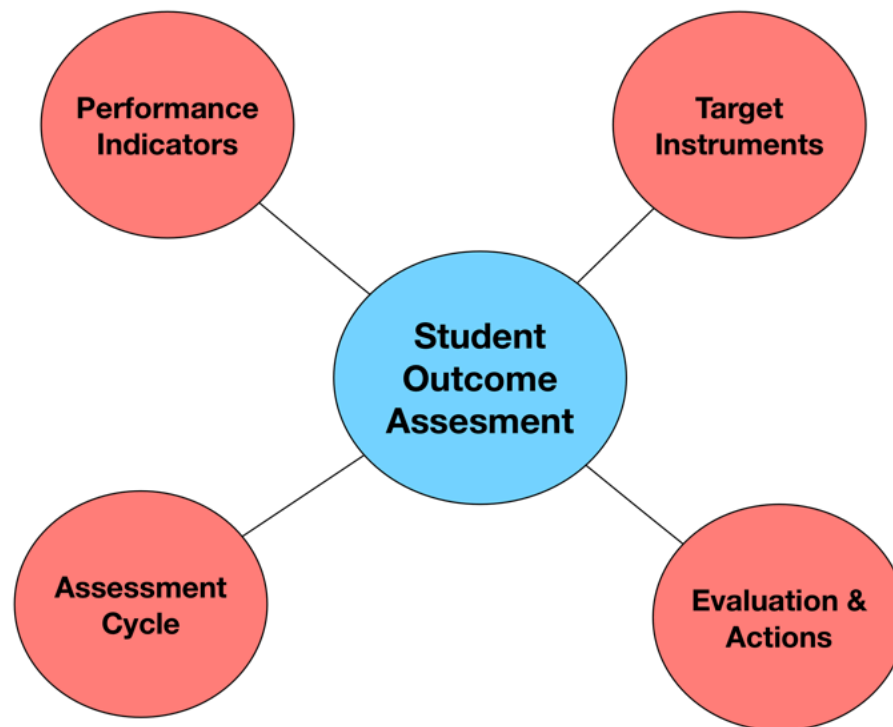 Performance
Indicators
Target
Instruments
Student
Outcome
Assesment
Assessment
Cycle
Evaluation &
Actions